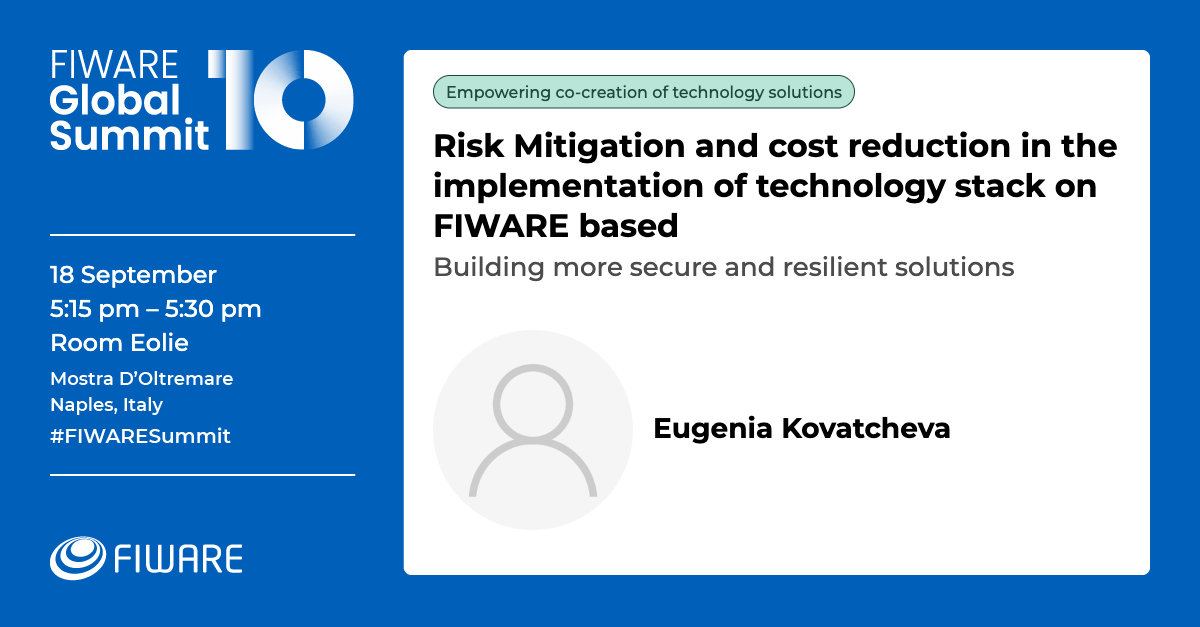 FIWARE
Global
Summit
10
18 September
5:15 pm – 5:30 pm
Room Eolie
Mostra D’Oltremare
Naples, Italy
#FIWARESummit
FIWARE
Empowering co-creation of technology solutions
Risk Mitigation and cost reduction in the
implementation of technology stack on
FIWARE based
Building more secure and resilient solutions
Eugenia Kovatcheva